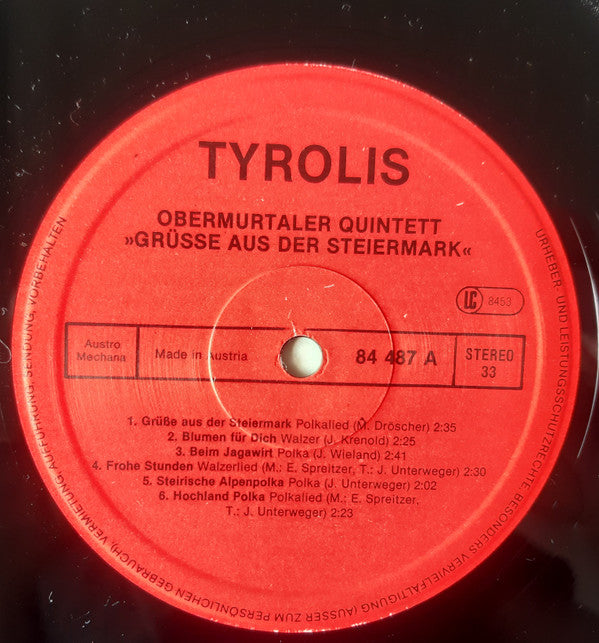 TYROLIS
OBERMURTALER QUINTETT
»GRÜSSE AUS DER STEIERMARK«
LC 8453
Austro
Mechana
Made in Austria
84 487 A
STEREO
33
1. Grüße aus der Steiermark Polkalied (M. Dröscher) 2:35
2. Blumen für Dich Walzer (J. Krenold) 2:25
3. Beim Jagawirt Polka (J. Wieland) 2:41
4. Frohe Stunden Walzerlied (M.: E. Spreitzer, T.: J. Unterweger) 2:30
5. Steirische Alpenpolka Polka (J. Unterweger) 2:02
6. Hochland Polka Polkalied (M.: E. Spreitzer,
T.: J. Unterweger) 2:23
URHEBER- UND LEISTUNGSSCHUTZRECHTE, BESONDERS VERVIELFÄLTIGUNG (AUSSER ZUM PERSÖNLICHEN GEBRAUCH), VERMIETUNG, AUFFÜHRUNG, SENDUNG, VORBEHALTEN